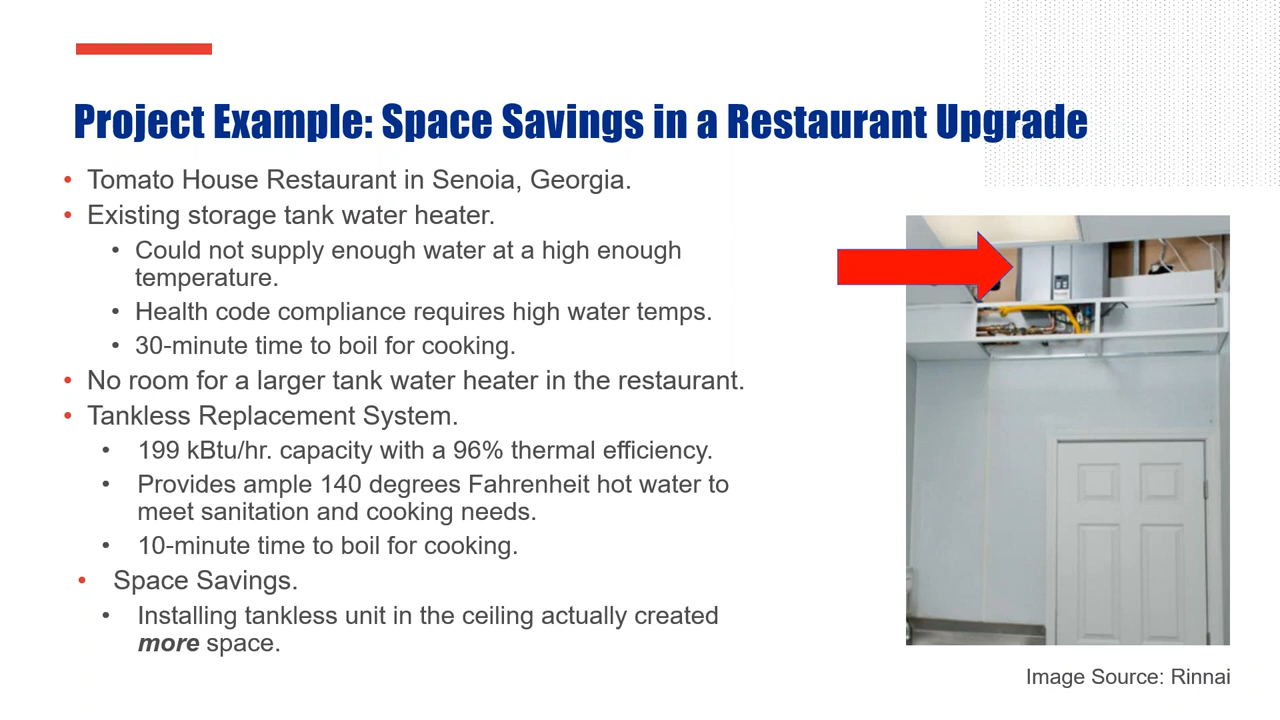 Project Example: Space Savings in a Restaurant Upgrade
• Tomato House Restaurant in Senoia, Georgia.
• Existing storage tank water heater.
• Could not supply enough water at a high enough
temperature.
• Health code compliance requires high water temps.
• 30-minute time to boil for cooking.
• No room for a larger tank water heater in the restaurant.
• Tankless Replacement System.
• 199 kBtu/hr. capacity with a 96% thermal efficiency.
• Provides ample 140 degrees Fahrenheit hot water to
meet sanitation and cooking needs.
• 10-minute time to boil for cooking.
• Space Savings.
• Installing tankless unit in the ceiling actually created
more space.
Image Source: Rinnai